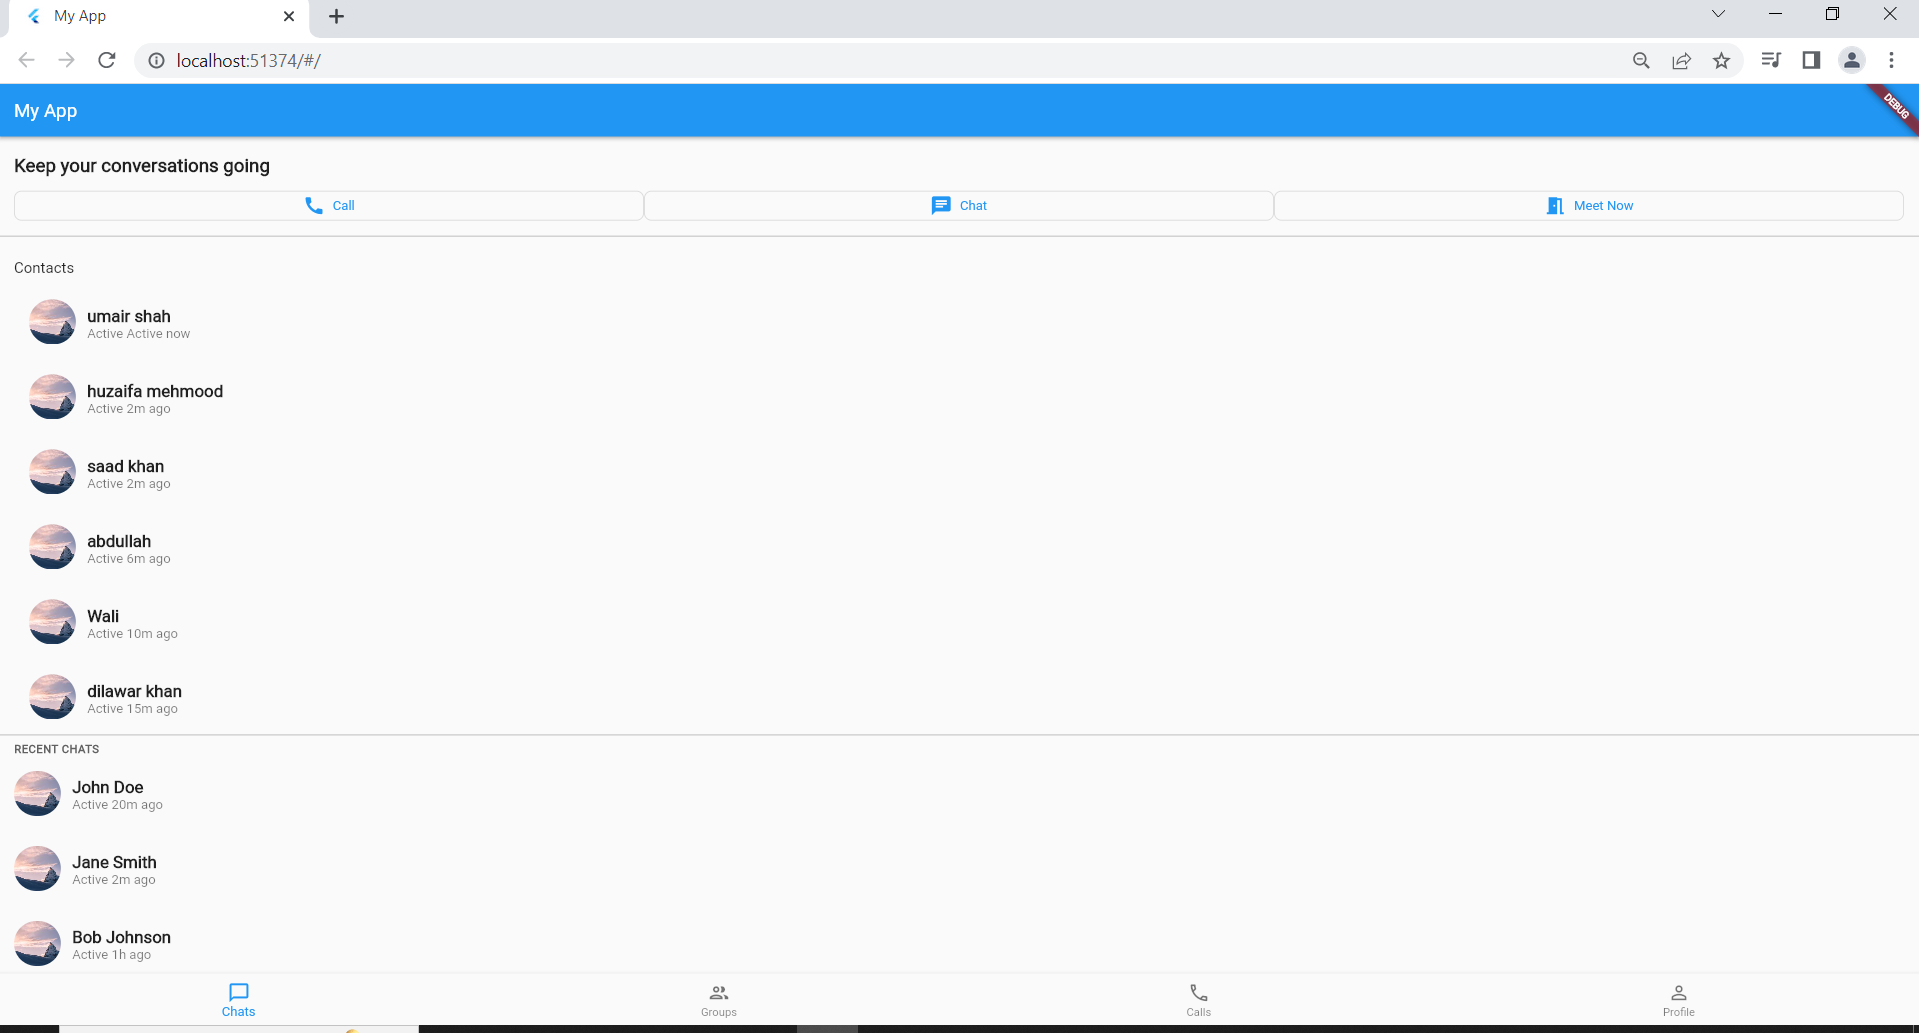 My App
localhost:51374/#/
My App
DEBUG
Keep your conversations going
Call
Chat
Meet Now
Contacts
umair shah
Active Active now
huzaifa mehmood
Active 2m ago
saad khan
Active 2m ago
abdullah
Active 6m ago
Wali
Active 10m ago
dilawar khan
Active 15m ago
RECENT CHATS
John Doe
Active 20m ago
Jane Smith
Active 2m ago
Bob Johnson
Active 1h ago
Chats
Groups
Calls
Profile